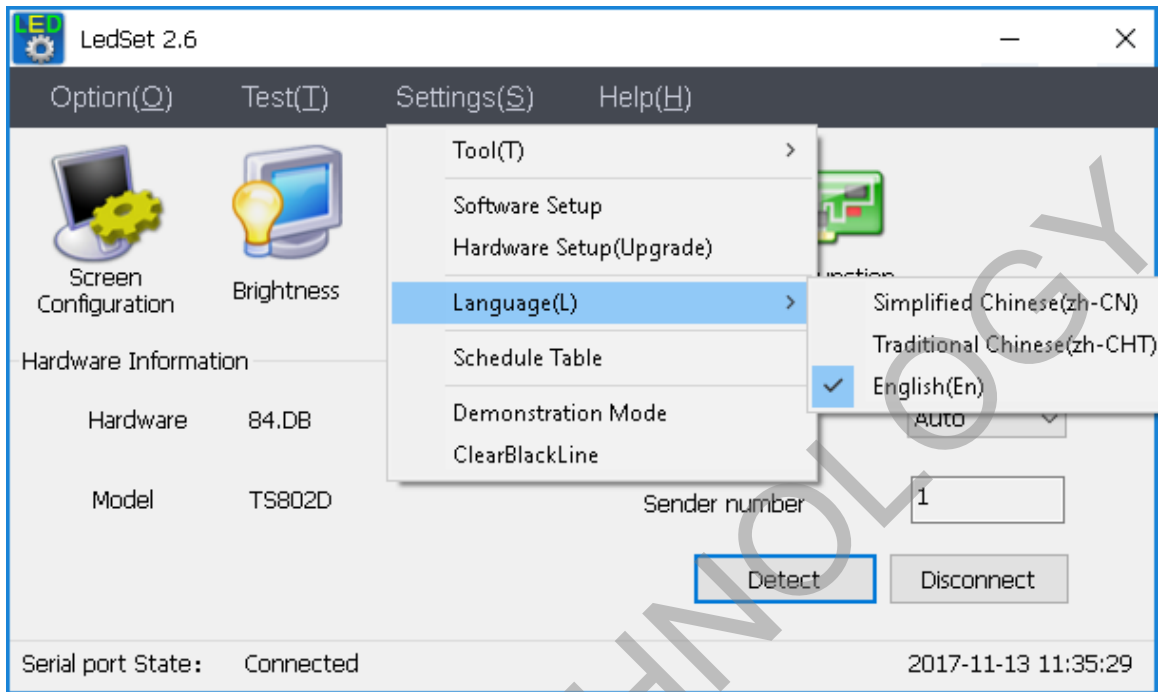 LED
LedSet 2.6
Option(O) Test(T) Settings(S) Help(H)
Tool(T)
Software Setup
Hardware Setup(Upgrade)
Language(L)
Schedule Table
Demonstration Mode
ClearBlackLine
Simplified Chinese(zh-CN)
Traditional Chinese(zh-CHT)
English(En)
Screen
Configuration
Brightness
Hardware Information
Hardware 84.DB
Auto
Model TS802D
Sender number 1
Detect Disconnect
Serial port State: Connected
2017-11-13 11:35:29
HNOLOGY